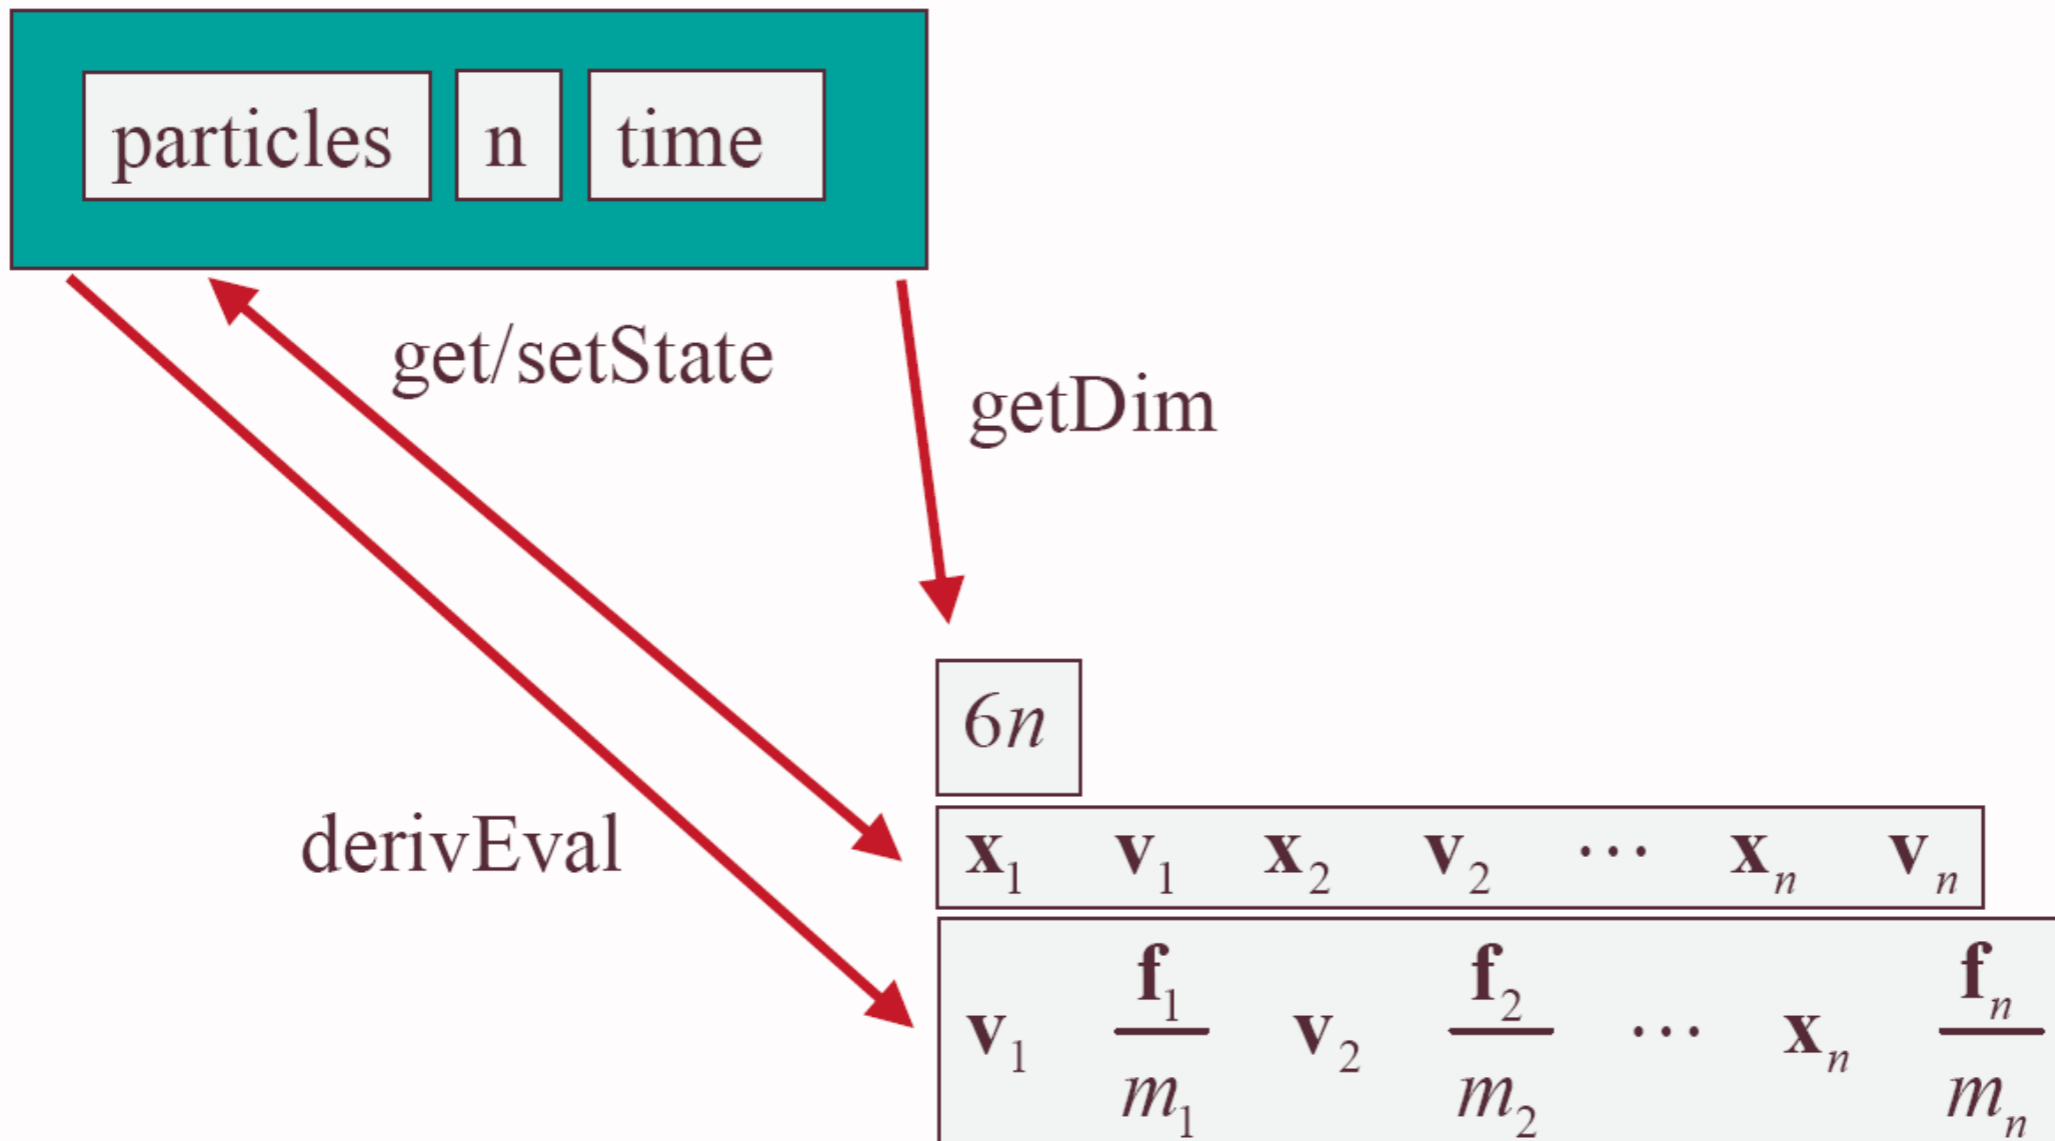 particles n time
get/setState
getDim
6n
derivEval
x₁ v₁ x₂ v₂ ⋯ xₙ vₙ
v₁ f₁/m₁ v₂ f₂/m₂ ⋯ xₙ fₙ/mₙ